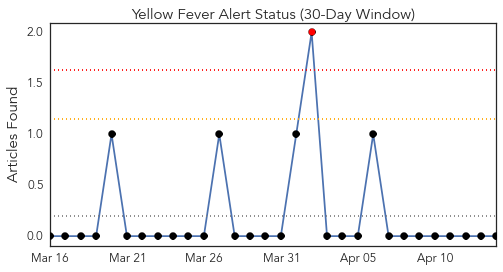 Yellow Fever Alert Status (30-Day Window)
Articles Found
2.0
1.5
1.0
0.5
0.0
Mar 16 Mar 21 Mar 26 Mar 31 Apr 05 Apr 10